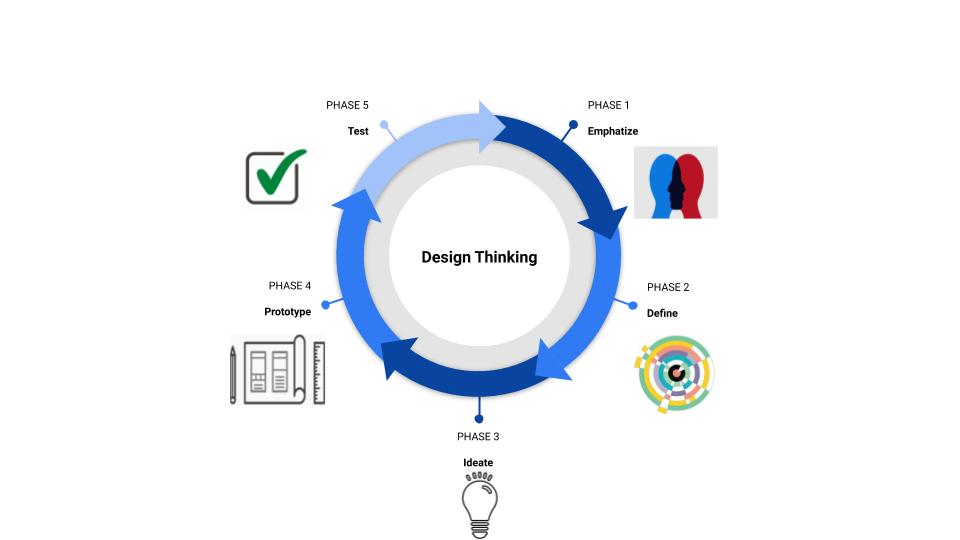 PHASE 1
Emphatize
PHASE 2
Define
PHASE 3
Ideate
PHASE 4
Prototype
PHASE 5
Test
Design Thinking